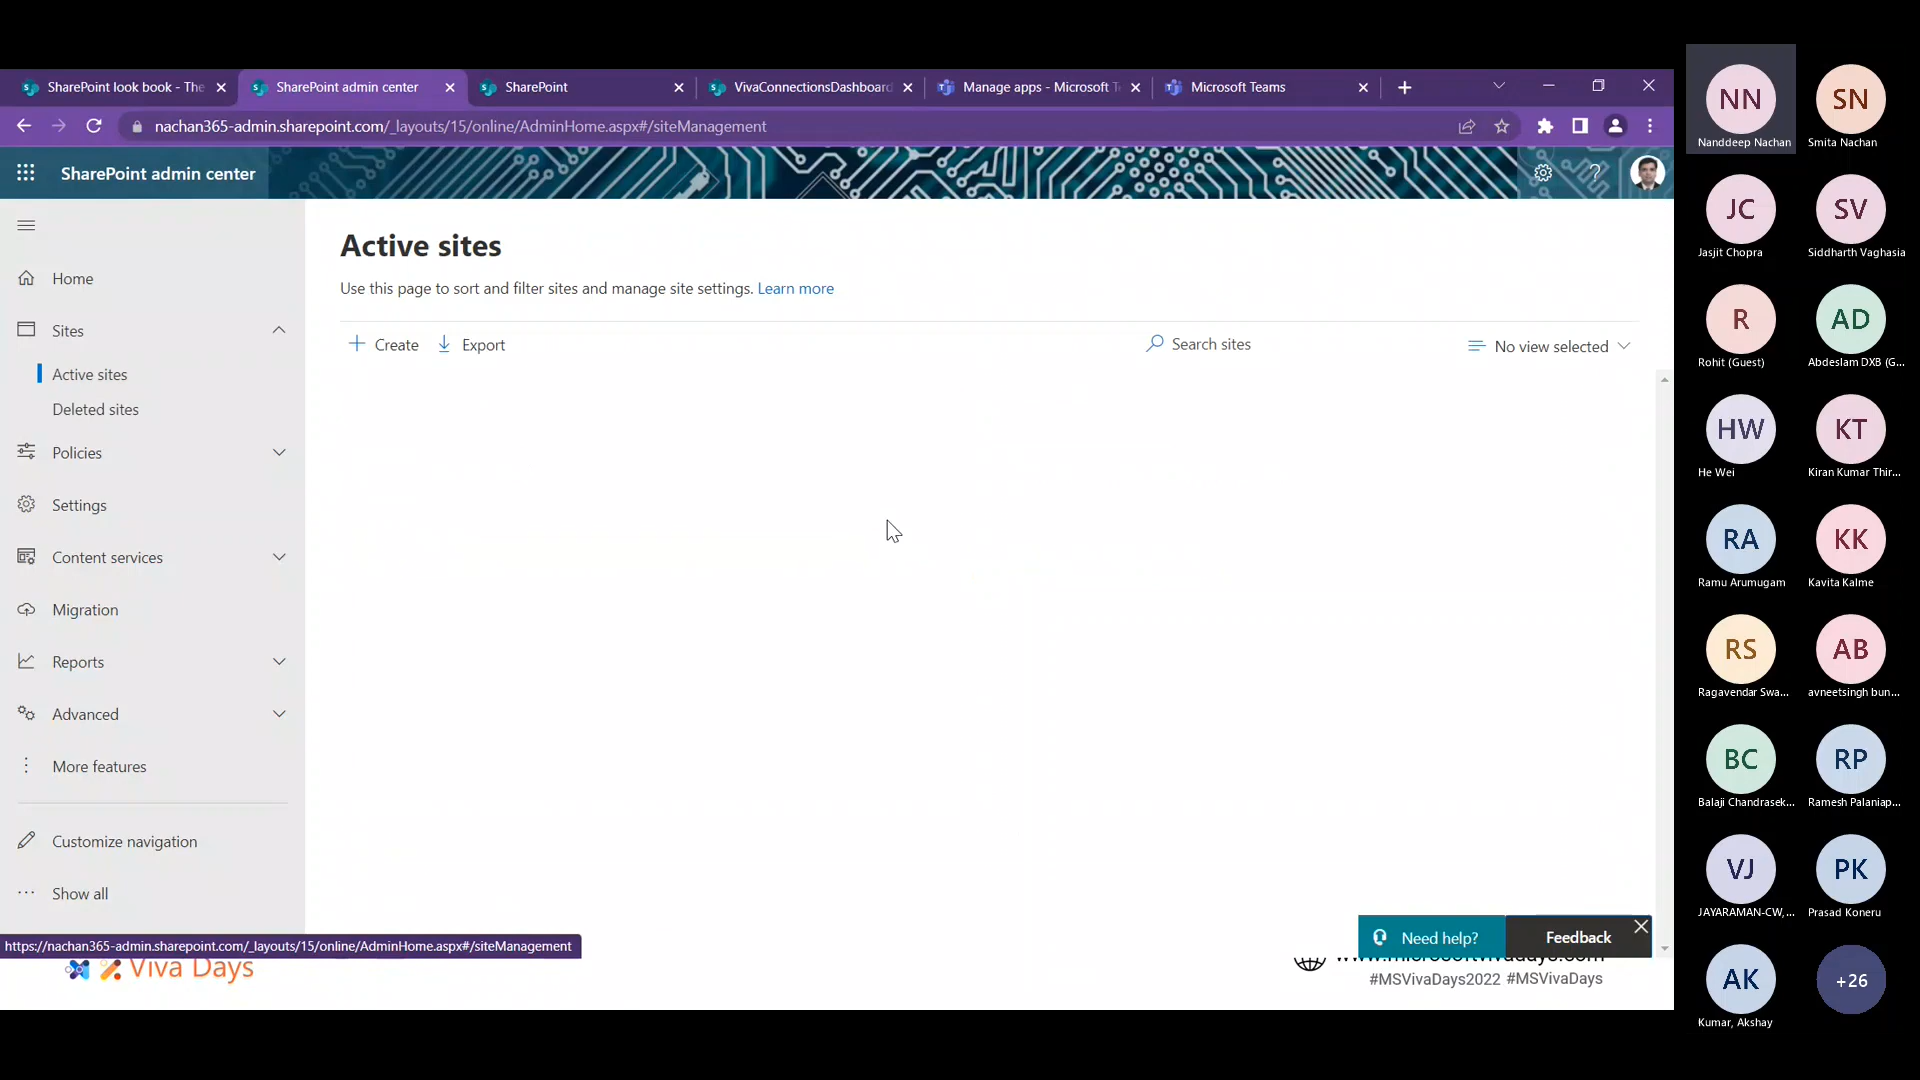 SharePoint look book - The
SharePoint admin center
SharePoint
VivaConnectionsDashboard
Manage apps - Microsoft T
Microsoft Teams
nachan365-admin.sharepoint.com/_layouts/15/online/AdminHome.aspx#/siteManagement
SharePoint admin center
Home
Sites
Active sites
Deleted sites
Policies
Settings
Content services
Migration
Reports
Advanced
More features
Customize navigation
Show all
Active sites
Use this page to sort and filter sites and manage site settings. Learn more
Create
Export
Search sites
No view selected
Need help?
Feedback
https://nachan365-admin.sharepoint.com/_layouts/15/online/AdminHome.aspx#/siteManagement
Viva Days
www.microsoftvivadays.com
#MSVivaDays2022 #MSVivaDays
NN
Nanddeep Nachan
SN
Smita Nachan
JC
Jasjit Chopra
SV
Siddharth Vaghasia
R
Rohit (Guest)
AD
Abdeslam DXB (G...
HW
He Wei
KT
Kiran Kumar Thir...
RA
Ramu Arumugam
KK
Kavita Kalme
RS
Ragavendar Swa...
AB
avneetsingh bun...
BC
Balaji Chandrasek...
RP
Ramesh Palaniap...
VJ
JAYARAMAN-CW,...
PK
Prasad Koneru
AK
Kumar, Akshay
+26